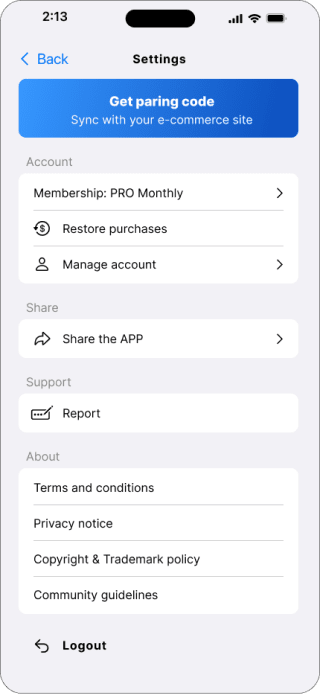 2:13
Back
Settings
Get paring code
Sync with your e-commerce site
Account
Membership: PRO Monthly
Restore purchases
Manage account
Share
Share the APP
Support
Report
About
Terms and conditions
Privacy notice
Copyright & Trademark policy
Community guidelines
Logout